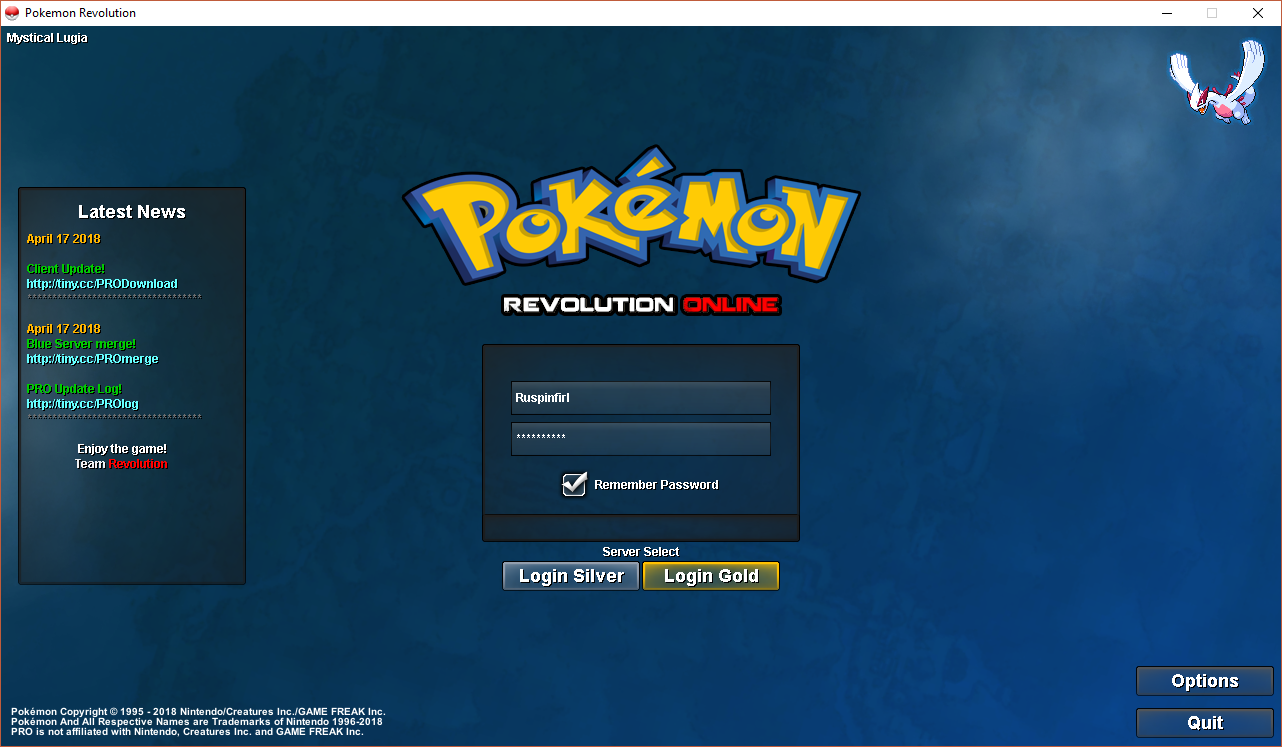 Pokemon Revolution
Mystical Lugia
Latest News
April 17 2018
Client Update!
http://tiny.cc/PRODownload
***********************************
April 17 2018
Blue Server merge!
http://tiny.cc/PROmerge
PRO Update Log!
http://tiny.cc/PROlog
***********************************
Enjoy the game!
Team Revolution
POKéMON
REVOLUTION ONLINE
Ruspinfirl
**********
Remember Password
Server Select
Login Silver
Login Gold
Options
Quit
Pokémon Copyright © 1995 - 2018 Nintendo/Creatures Inc./GAME FREAK Inc.
Pokémon And All Respective Names are Trademarks of Nintendo 1996-2018
PRO is not affiliated with Nintendo, Creatures Inc. and GAME FREAK Inc.